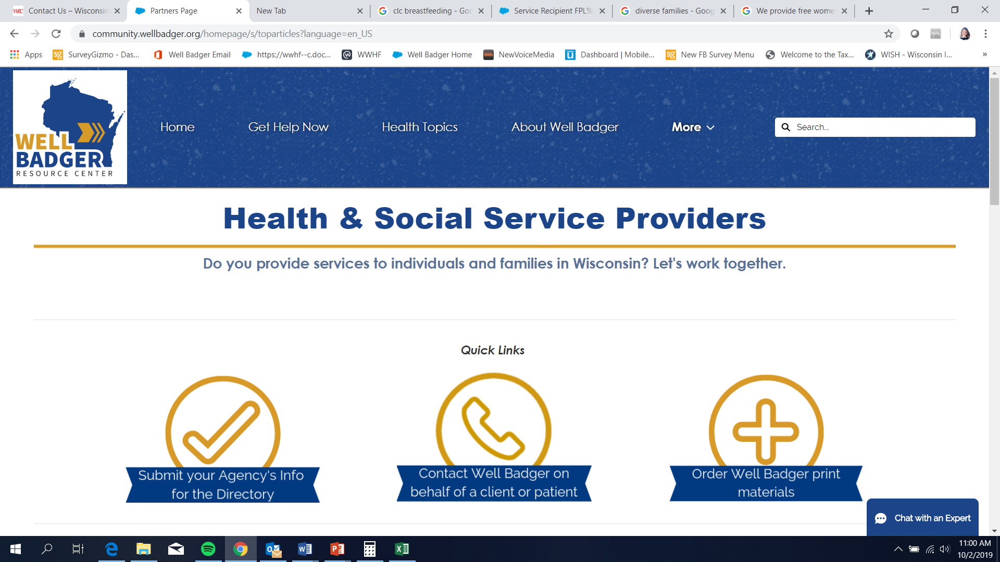 Contact Us – Wisconsin
Partners Page
New Tab
clc breastfeeding - Goo
Service Recipient FPL%
diverse families - Goog
We provide free wome
community.wellbadger.org/homepage/s/toparticles?language=en_US
Apps
SurveyGizmo - Das...
Well Badger Email
https://wwhf--c.doc...
WWHF
Well Badger Home
NewVoiceMedia
Dashboard | Mobile...
New FB Survey Menu
Welcome to the Tax...
WISH - Wisconsin I...
WELL
BADGER
RESOURCE CENTER
Home
Get Help Now
Health Topics
About Well Badger
More
Search...
Health & Social Service Providers
Do you provide services to individuals and families in Wisconsin? Let's work together.
Quick Links
Submit your Agency's Info
for the Directory
Contact Well Badger on
behalf of a client or patient
Order Well Badger print
materials
Chat with an Expert
11:00 AM
10/2/2019